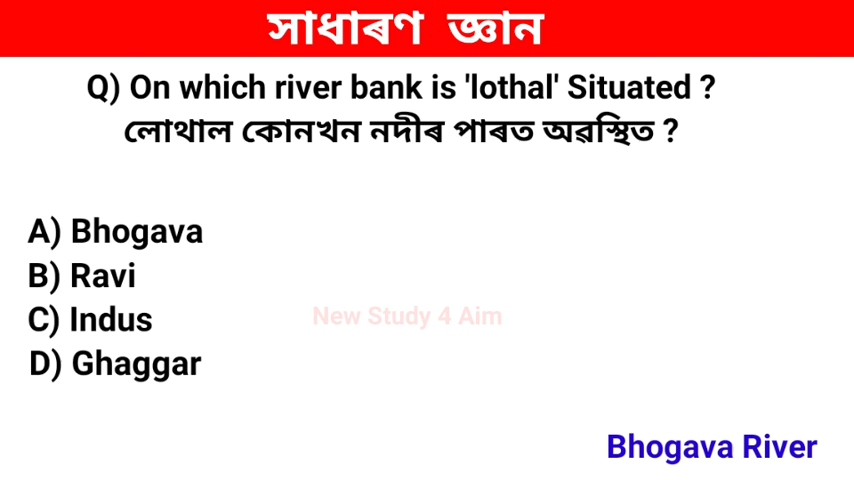 সাধাৰণ জ্ঞান
Q) On which river bank is 'lothal' Situated ?
লোথাল কোনখন নদীৰ পাৰত অৱস্থিত ?
A) Bhogava
B) Ravi
C) Indus
New Study 4 Aim
D) Ghaggar
Bhogava River